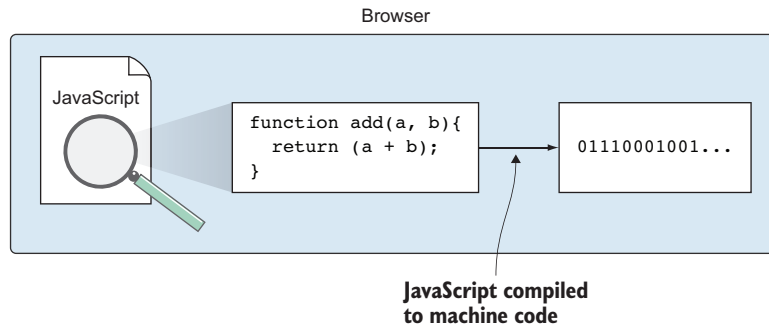 Browser
JavaScript
function add(a, b){
  return (a + b);
}
01110001001...
JavaScript compiled
to machine code